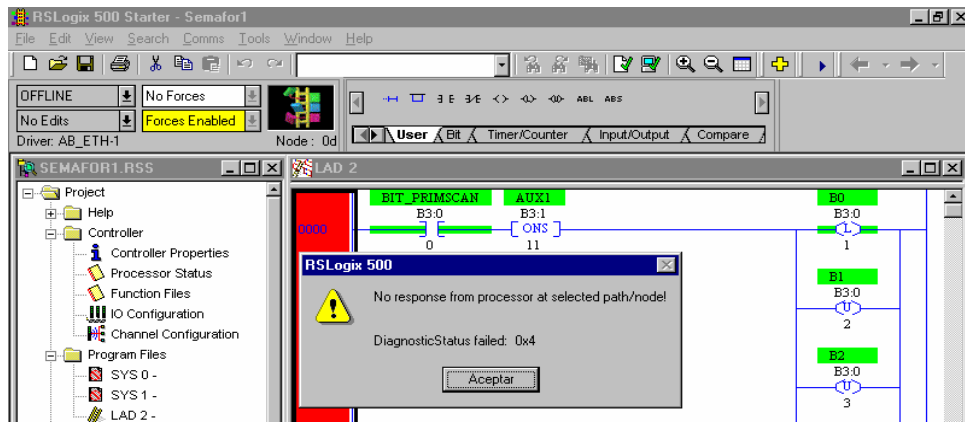 RSLogix 500 Starter - Semafor1
File Edit View Search Comms Tools Window Help
OFFLINE No Forces
No Edits Forces Enabled
Driver: AB_ETH-1 Node : 0d
ABL ABS
User Bit Timer/Counter Input/Output Compare
SEMAFOR1.RSS
Project
Help
Controller
Controller Properties
Processor Status
Function Files
IO Configuration
Channel Configuration
Program Files
SYS 0 -
SYS 1 -
LAD 2 -
LAD 2
BIT_PRIMSCAN AUX1 B0
B3:0 B3:1 B3:0
0000 ONS L
0 11 1
B1
B3:0
U
2
B2
B3:0
U
3
RSLogix 500
No response from processor at selected path/node!
DiagnosticStatus failed: 0x4
Aceptar